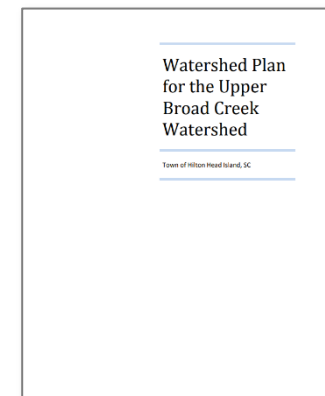 Watershed Plan
for the Upper
Broad Creek
Watershed
Town of Hilton Head Island, SC